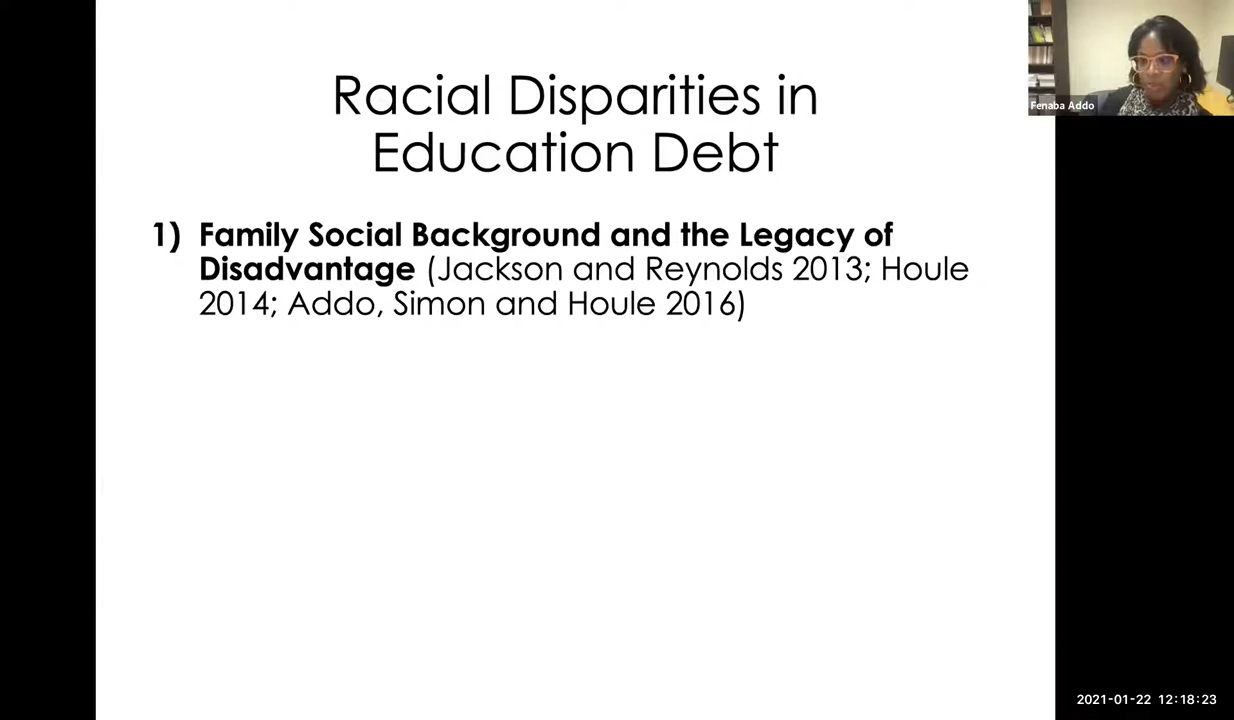 Racial Disparities in
Education Debt
1) Family Social Background and the Legacy of
Disadvantage (Jackson and Reynolds 2013; Houle
2014; Addo, Simon and Houle 2016)
Fenaba Addo
2021-01-22 12:18:23